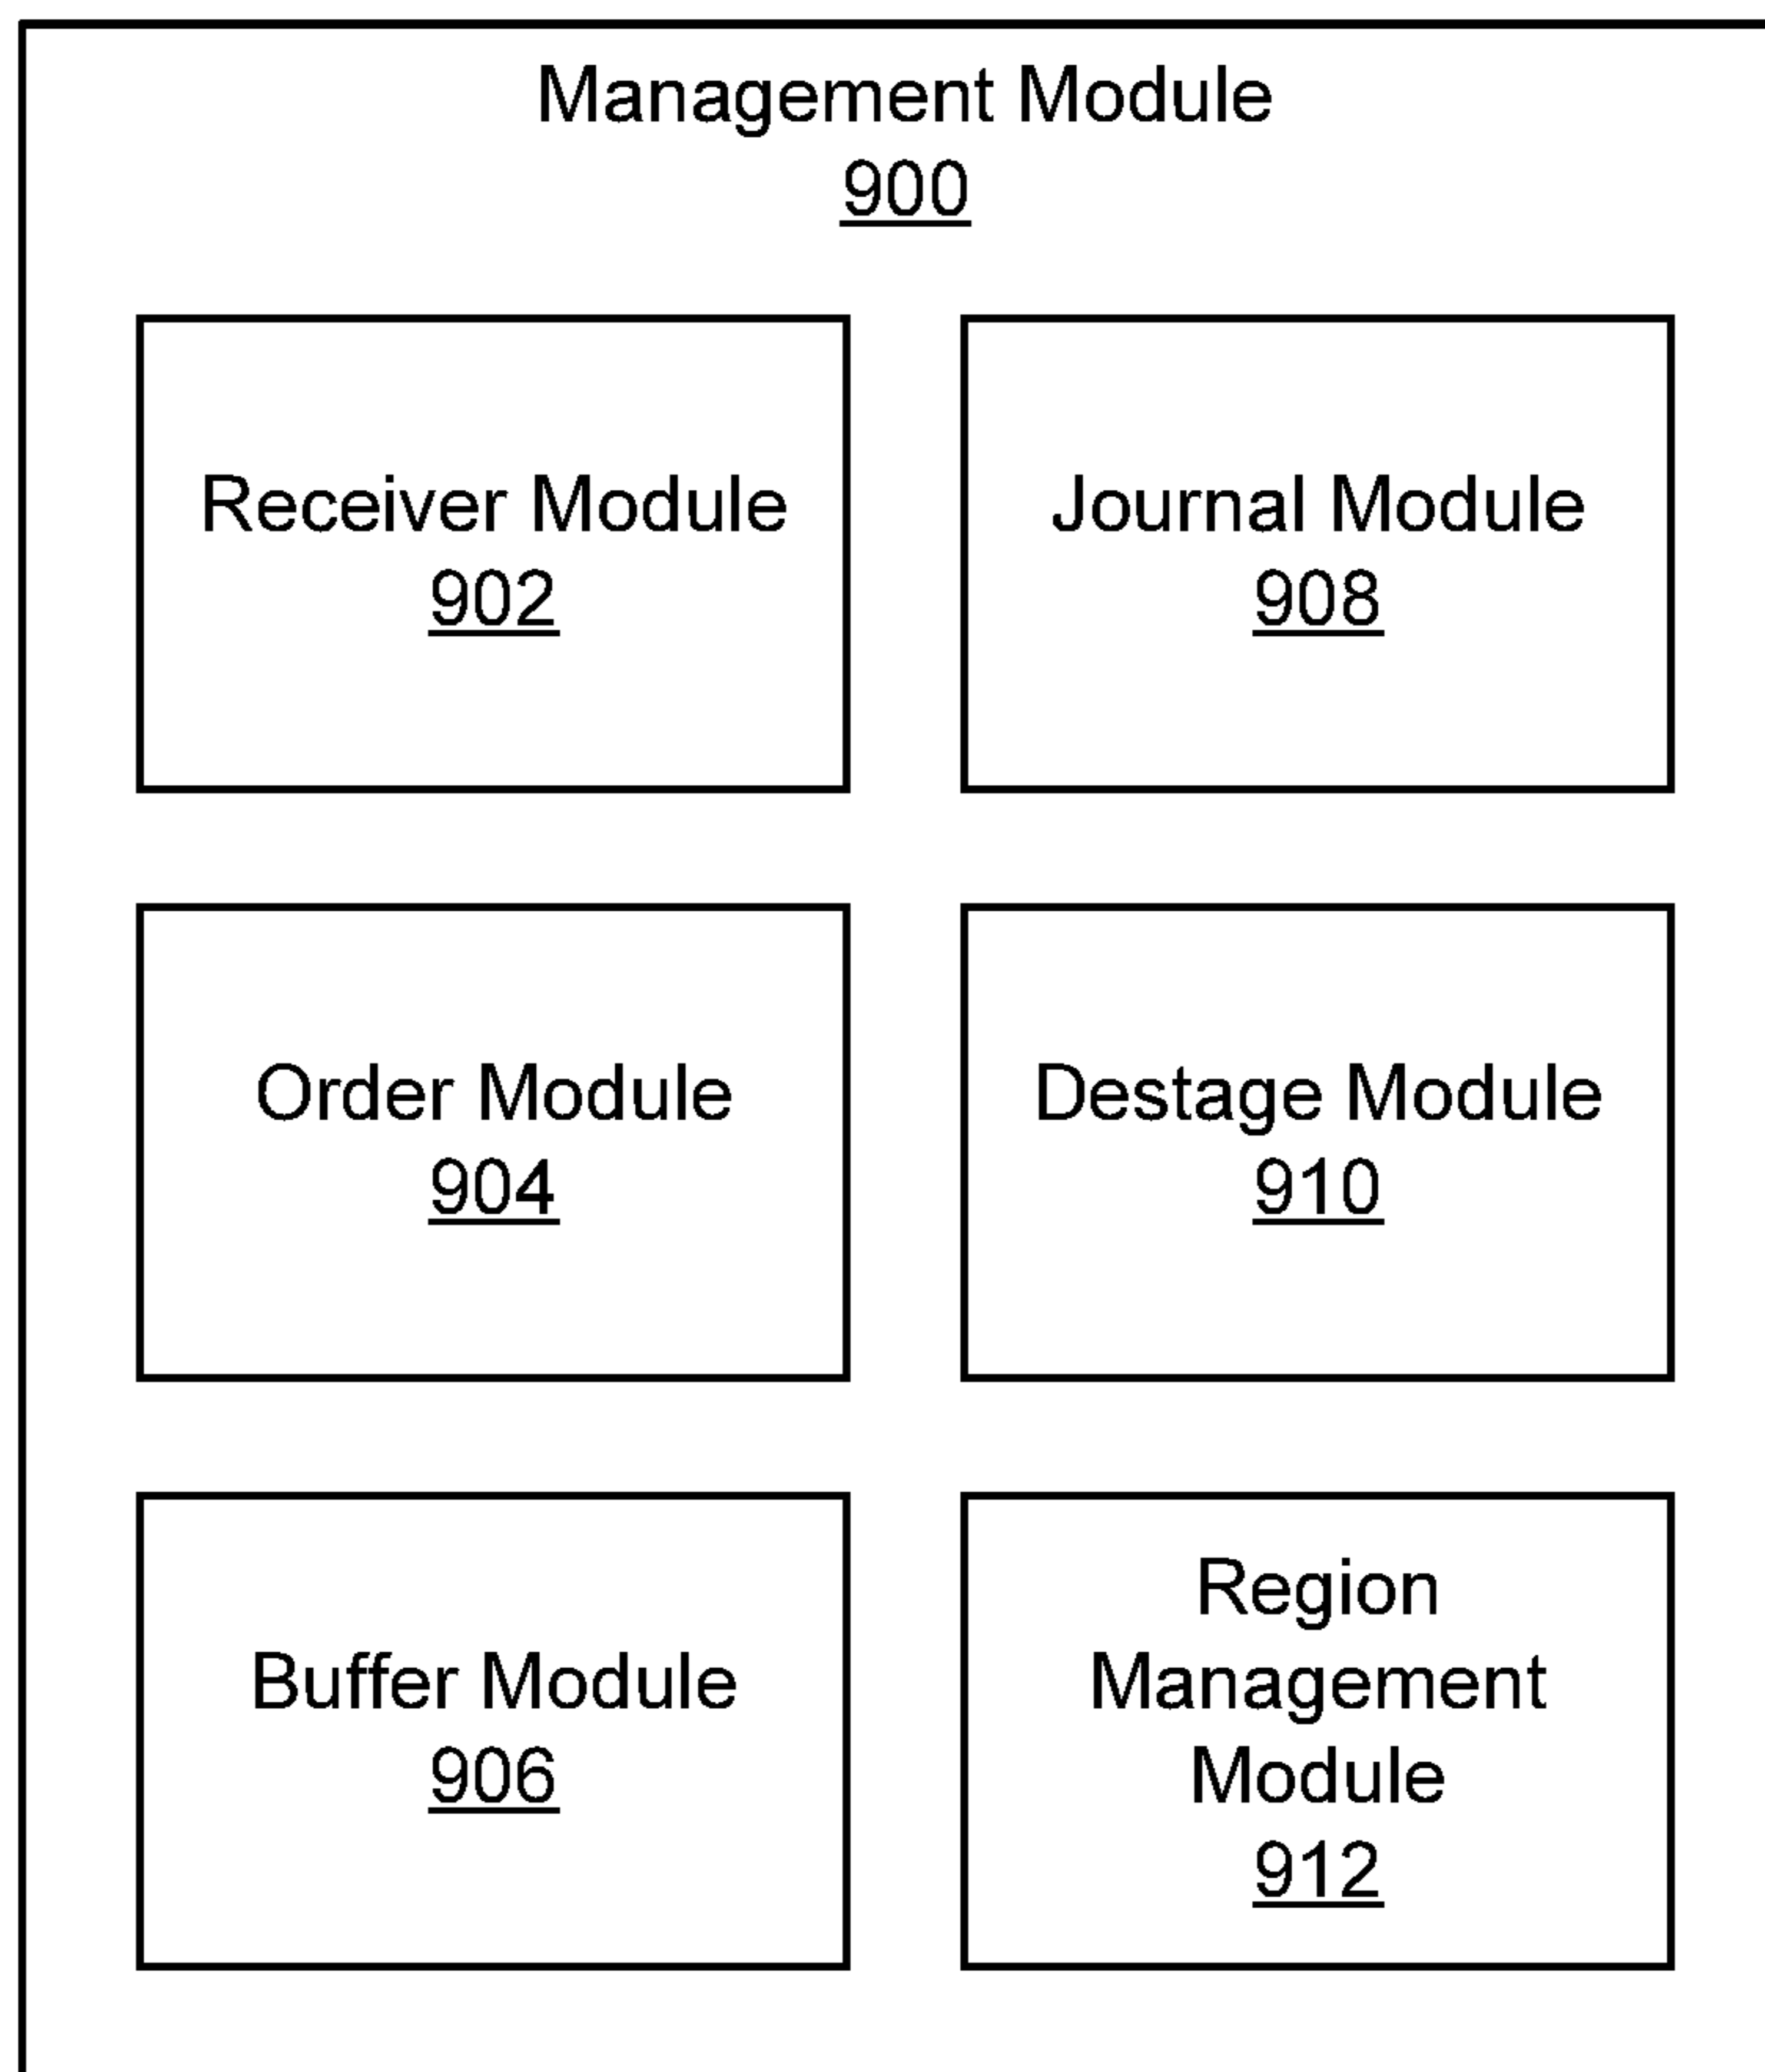 Management Module
900
Receiver Module
902
Journal Module
908
Order Module
904
Destage Module
910
Buffer Module
906
Region
Management
Module
912